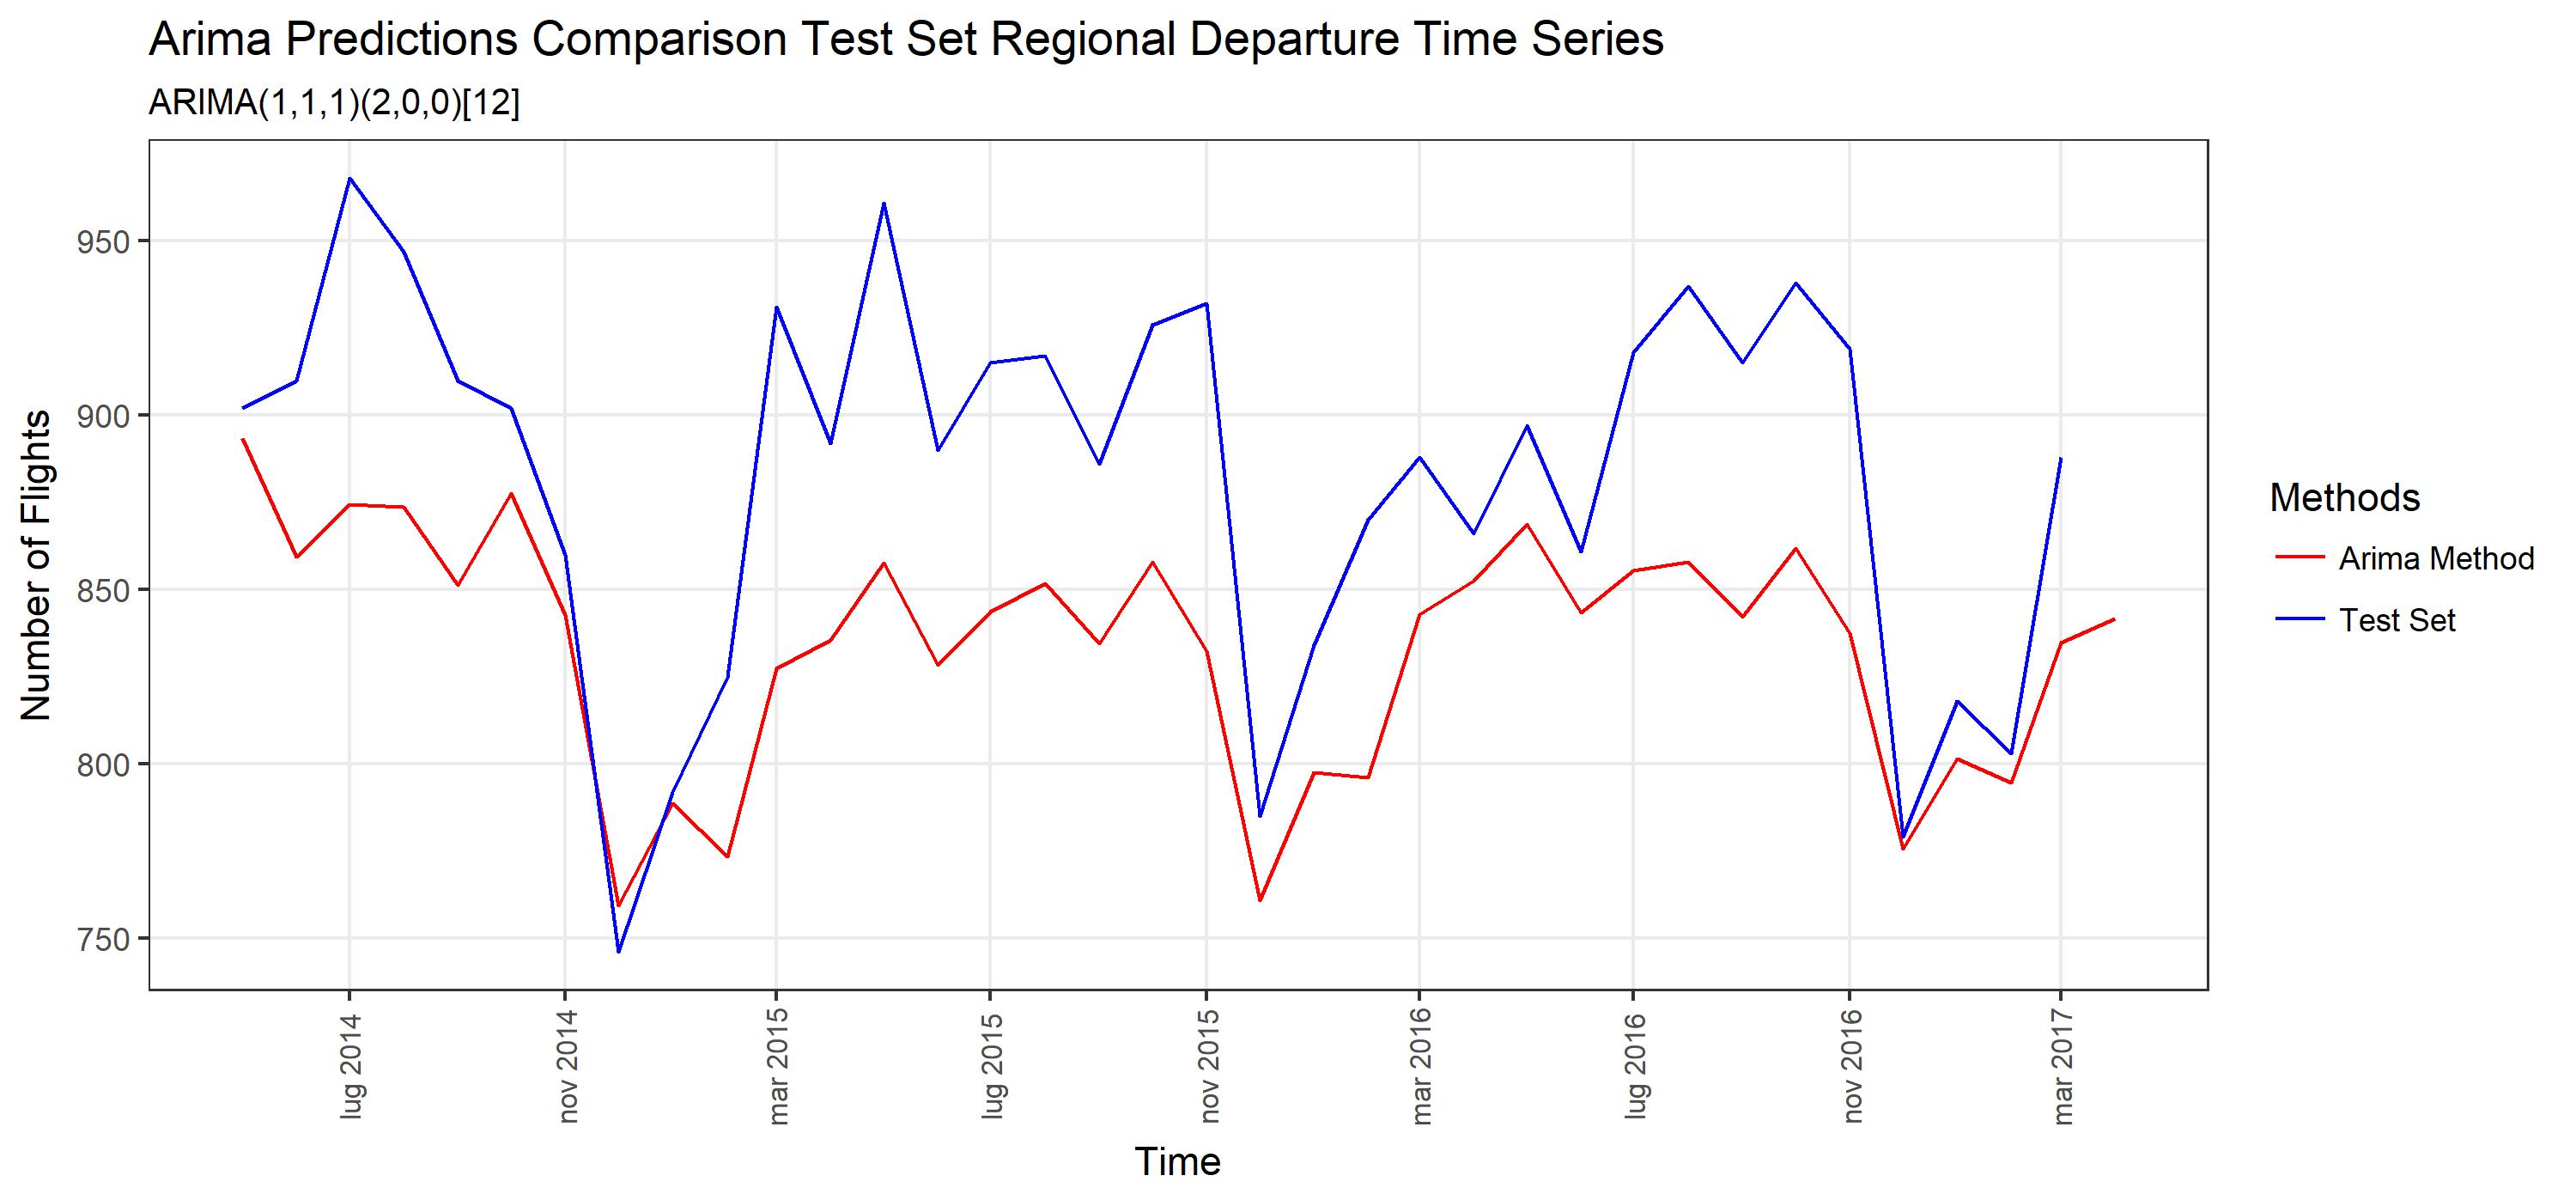 Arima Predictions Comparison Test Set Regional Departure Time Series
ARIMA(1,1,1)(2,0,0)[12]
Number of Flights
950
900
850
800
750
lug 2014
nov 2014
mar 2015
lug 2015
nov 2015
mar 2016
lug 2016
nov 2016
mar 2017
Time
Methods
Arima Method
Test Set